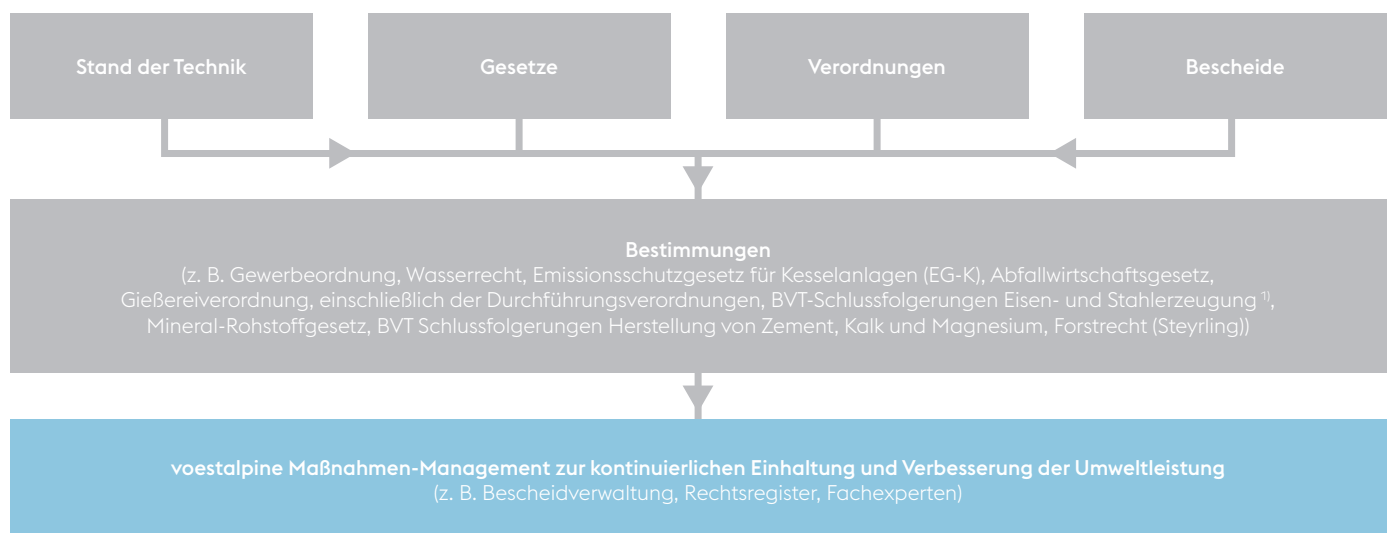 Stand der Technik
Gesetze
Verordnungen
Bescheide
Bestimmungen
(z. B. Gewerbeordnung, Wasserrecht, Emissionsschutzgesetz für Kesselanlagen (EG-K), Abfallwirtschaftsgesetz,
Gießereiverordnung, einschließlich der Durchführungsverordnungen, BVT-Schlussfolgerungen Eisen- und Stahlerzeugung ¹⁾,
Mineral-Rohstoffgesetz, BVT Schlussfolgerungen Herstellung von Zement, Kalk und Magnesium, Forstrecht (Steyrling))
voestalpine Maßnahmen-Management zur kontinuierlichen Einhaltung und Verbesserung der Umweltleistung
(z. B. Bescheidverwaltung, Rechtsregister, Fachexperten)